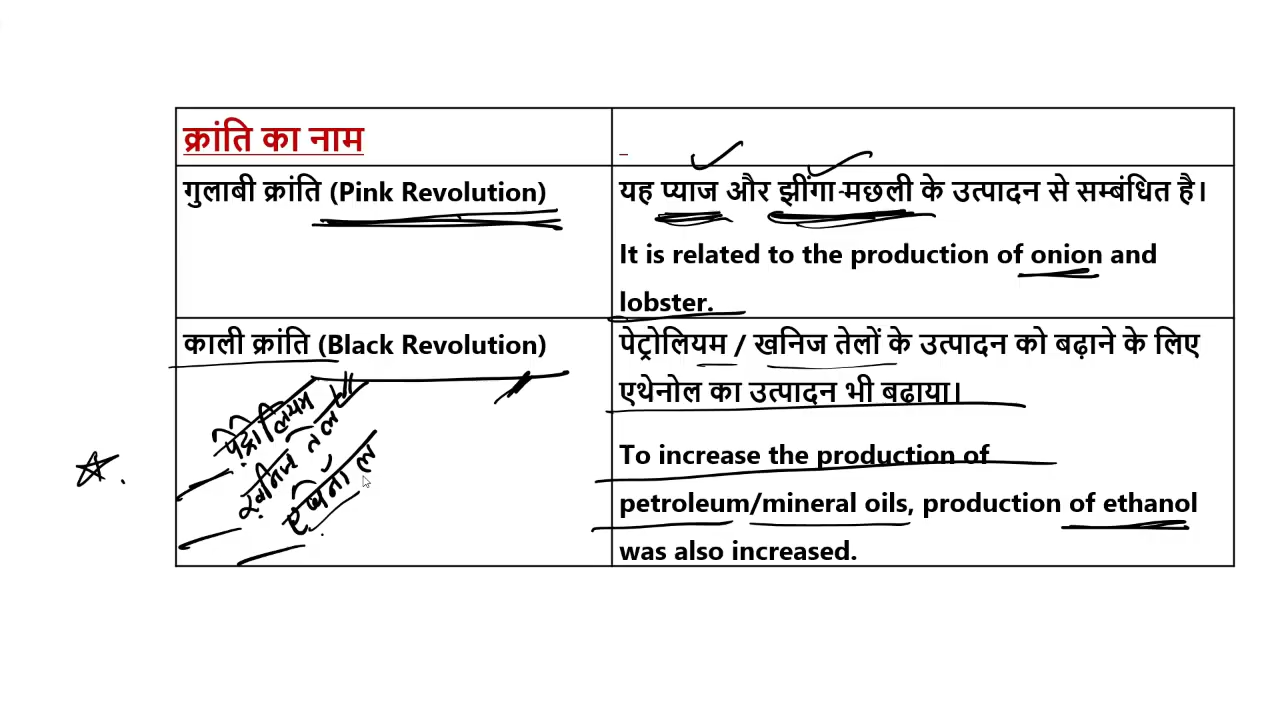 क्रांति का नाम
गुलाबी क्रांति (Pink Revolution)
यह प्याज और झींगा मछली के उत्पादन से सम्बंधित है।
It is related to the production of onion and
lobster.
काली क्रांति (Black Revolution)
पेट्रोलियम / खनिज तेलों के उत्पादन को बढ़ाने के लिए
एथेनोल का उत्पादन भी बढाया।
To increase the production of
petroleum/mineral oils, production of ethanol
was also increased.
पेट्रोलियम
खनिज तेल
एथेनॉल